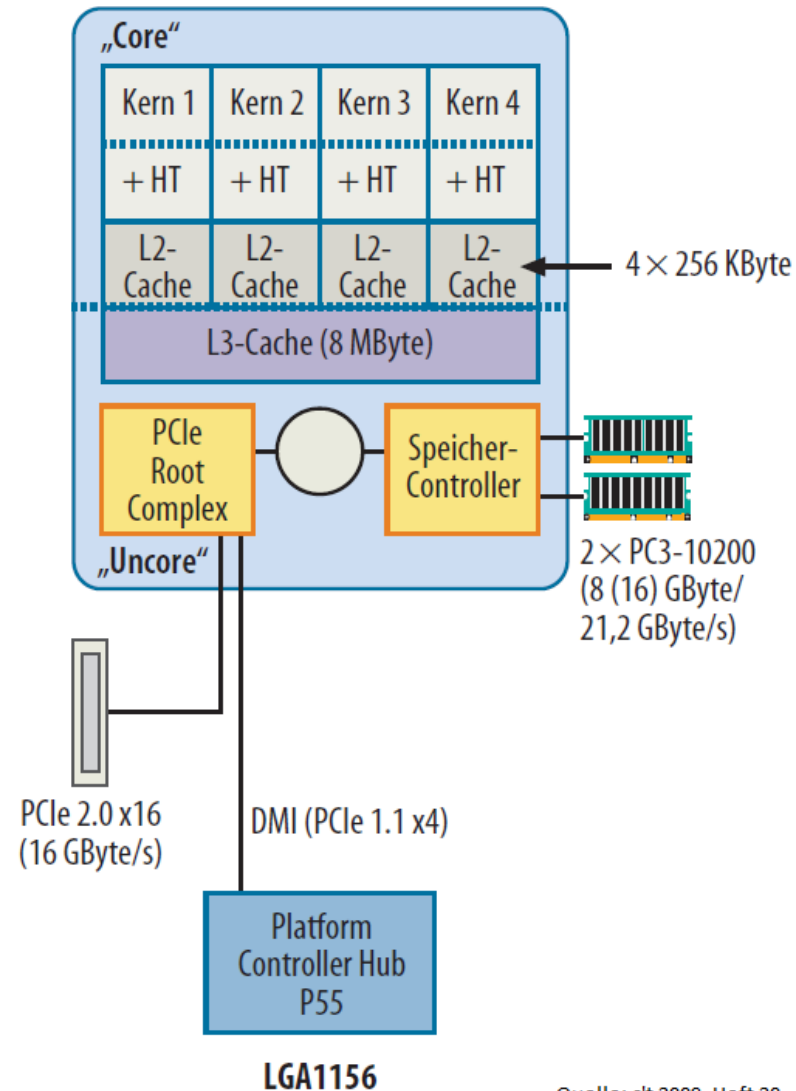 „Core“
Kern 1 Kern 2 Kern 3 Kern 4
+ HT + HT + HT + HT
L2- L2- L2- L2-
Cache Cache Cache Cache
4 × 256 KByte
L3-Cache (8 MByte)
PCIe
Root
Complex
Speicher-
Controller
„Uncore“
2 × PC3-10200
(8 (16) GByte/
21,2 GByte/s)
PCIe 2.0 x16
(16 GByte/s)
DMI (PCIe 1.1 x4)
Platform
Controller Hub
P55
LGA1156